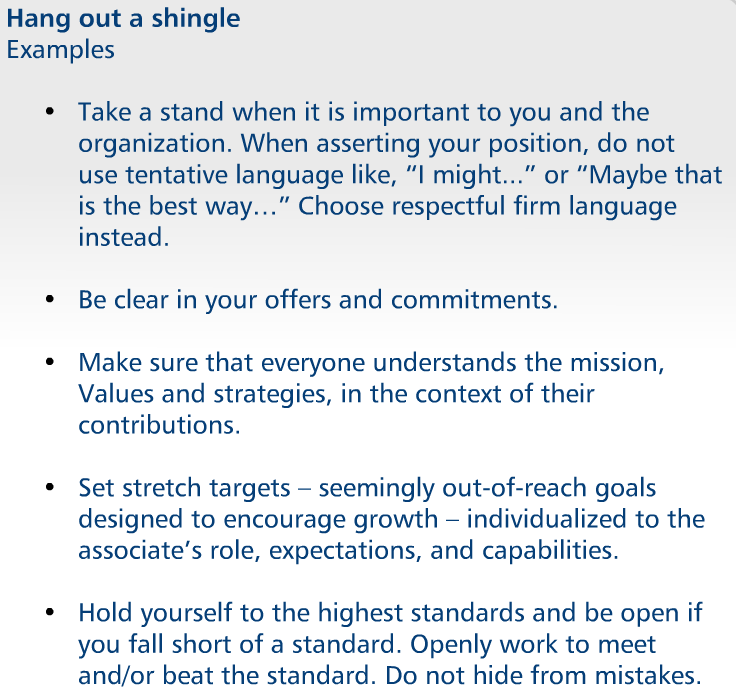 Hang out a shingle
Examples
• Take a stand when it is important to you and the
organization. When asserting your position, do not
use tentative language like, “I might...” or “Maybe that
is the best way…” Choose respectful firm language
instead.
• Be clear in your offers and commitments.
• Make sure that everyone understands the mission,
Values and strategies, in the context of their
contributions.
• Set stretch targets – seemingly out-of-reach goals
designed to encourage growth – individualized to the
associate’s role, expectations, and capabilities.
• Hold yourself to the highest standards and be open if
you fall short of a standard. Openly work to meet
and/or beat the standard. Do not hide from mistakes.